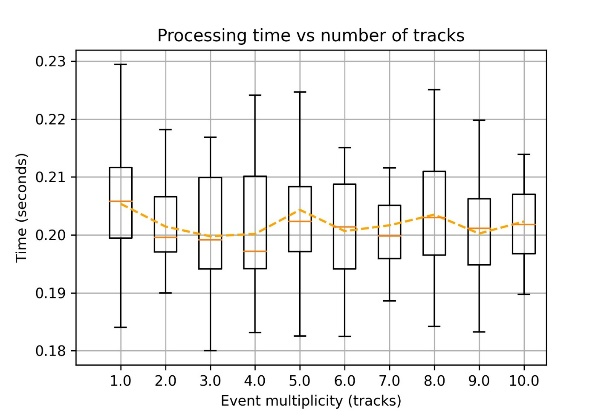 Processing time vs number of tracks
0.23
0.22
0.21
0.20
0.19
0.18
Time (seconds)
1.0 2.0 3.0 4.0 5.0 6.0 7.0 8.0 9.0 10.0
Event multiplicity (tracks)